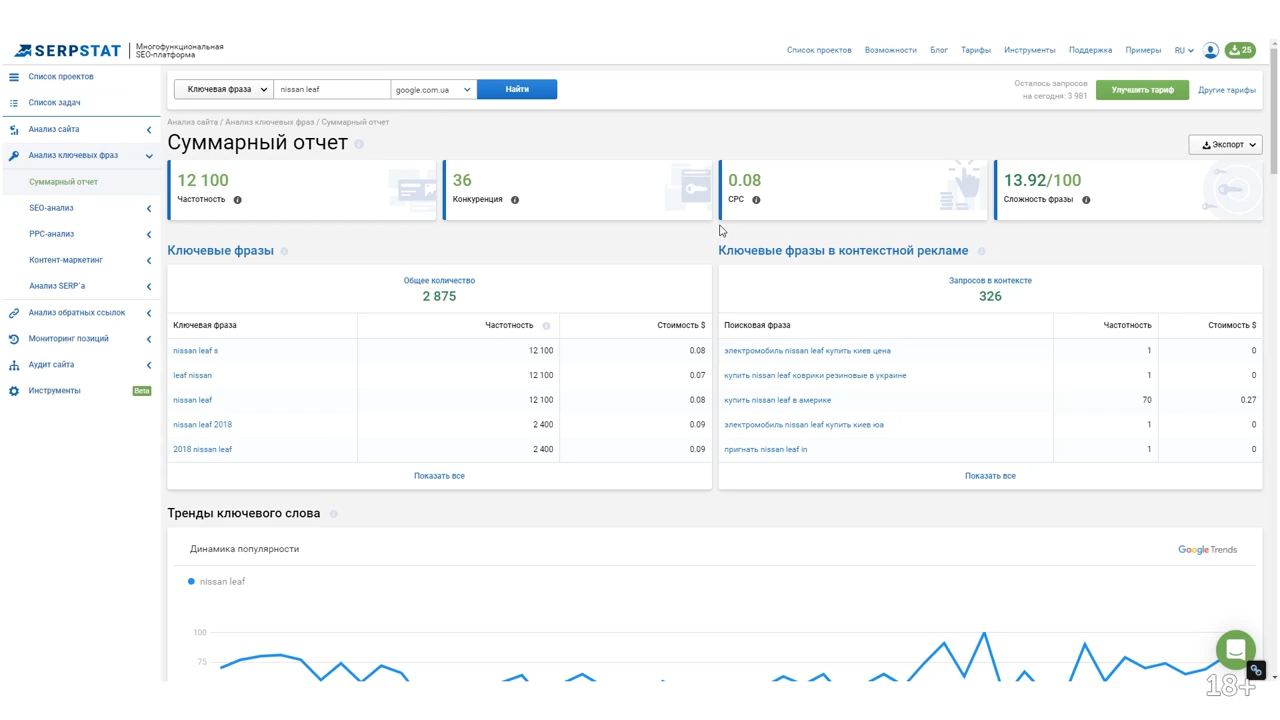 SERPSTAT
Многофункциональная
SEO-платформа
Список проектов
Возможности
Блог
Тарифы
Инструменты
Поддержка
Примеры
RU
25
Список проектов
Список задач
Анализ сайта
Анализ ключевых фраз
Суммарный отчет
SEO-анализ
PPC-анализ
Контент-маркетинг
Анализ SERP`а
Анализ обратных ссылок
Мониторинг позиций
Аудит сайта
Инструменты
Beta
Ключевая фраза
nissan leaf
google.com.ua
Найти
Осталось запросов
на сегодня: 3 981
Улучшить тариф
Другие тарифы
Анализ сайта / Анализ ключевых фраз / Суммарный отчет
Суммарный отчет
Экспорт
12 100
Частотность
36
Конкуренция
0.08
CPC
13.92/100
Сложность фразы
Ключевые фразы
Общее количество
2 875
Ключевая фраза Частотность Стоимость $
nissan leaf s 12 100 0.08
leaf nissan 12 100 0.07
nissan leaf 12 100 0.08
nissan leaf 2018 2 400 0.09
2018 nissan leaf 2 400 0.09
Показать все
Ключевые фразы в контекстной рекламе
Запросов в контексте
326
Поисковая фраза Частотность Стоимость $
электромобиль nissan leaf купить киев цена 1 0
купить nissan leaf коврики резиновые в украине 1 0
купить nissan leaf в америке 70 0.27
электромобиль nissan leaf купить киев юа 1 0
пригнать nissan leaf in 1 0
Показать все
Тренды ключевого слова
Динамика популярности
Google Trends
nissan leaf
100
75
18+